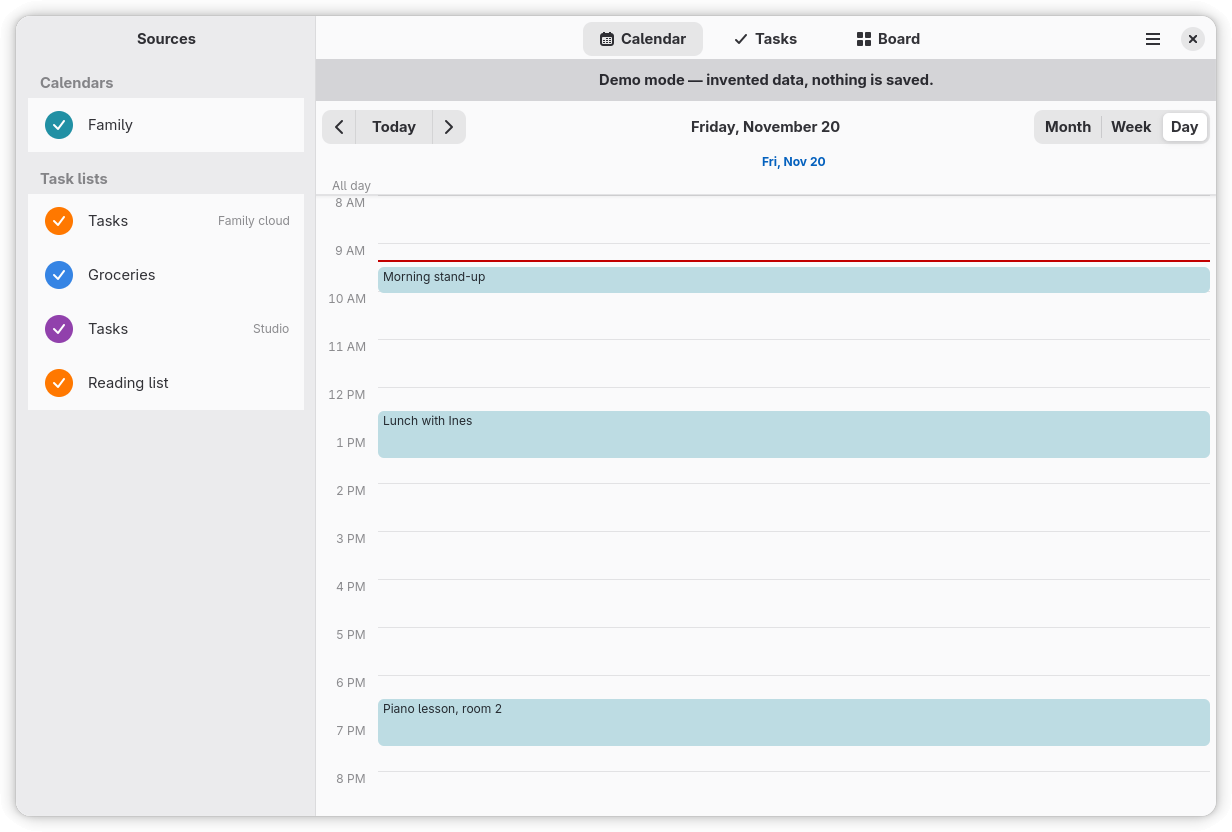 Sources
Calendar
Tasks
Board
Demo mode — invented data, nothing is saved.
Calendars
Family
Task lists
Tasks Family cloud
Groceries
Tasks Studio
Reading list
Today
Friday, November 20
Month
Week
Day
Fri, Nov 20
All day
8 AM
9 AM
Morning stand-up
10 AM
11 AM
12 PM
Lunch with Ines
1 PM
2 PM
3 PM
4 PM
5 PM
6 PM
Piano lesson, room 2
7 PM
8 PM